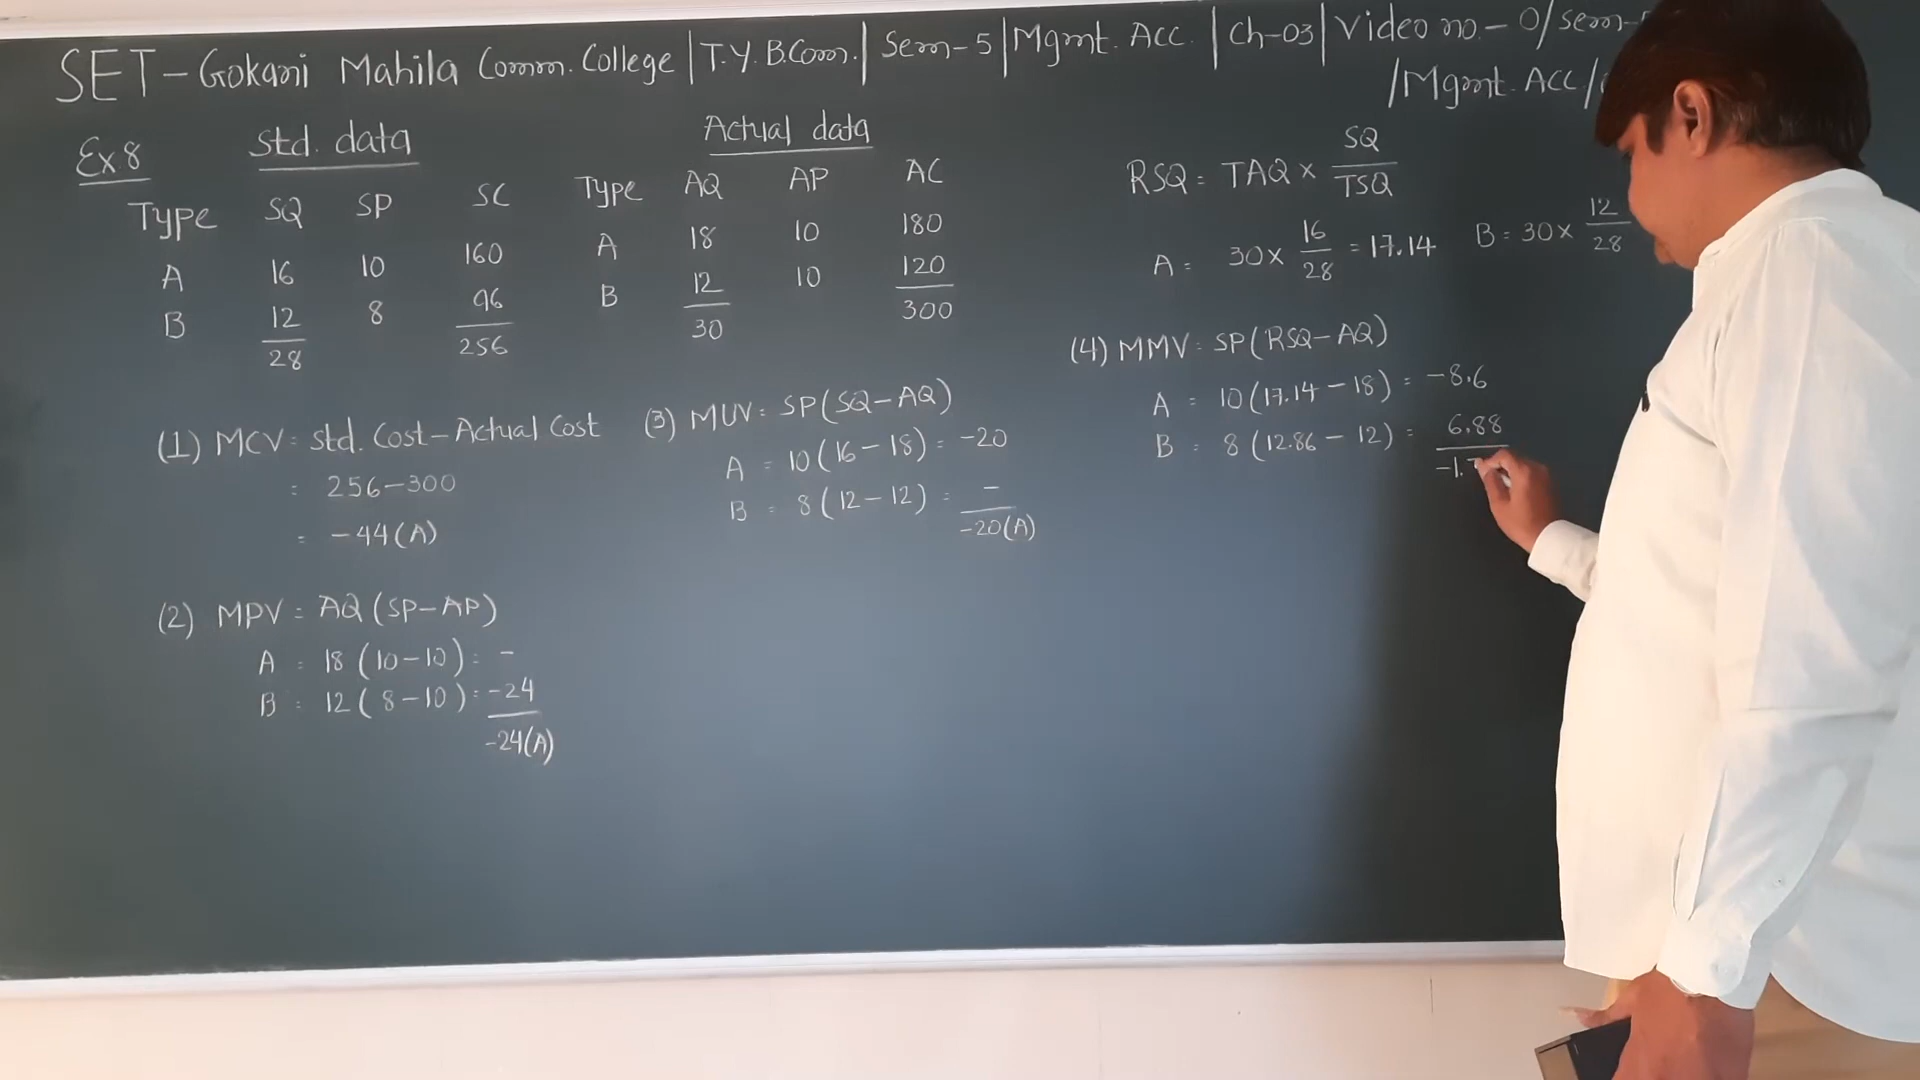 SET - Gokani Mahila Comm. College | T.Y. B.Com. | Sem-5 | Mgmt. Acc. | Ch-03 | Video no. - 0/sem-5
/Mgmt. Acc/
Ex 8
Std. data
Type SQ SP SC
A 16 10 160
B 12 8 96
28 256
Actual data
Type AQ AP AC
A 18 10 180
B 12 10 120
30 300
(1) MCV = Std. Cost - Actual Cost
= 256-300
= -44(A)
(2) MPV = AQ (SP-AP)
A = 18 (10-10) = -
B = 12 (8-10) = -24
-24(A)
(3) MUV = SP(SQ-AQ)
A = 10(16-18) = -20
B = 8(12-12) = -
-20(A)
RSQ = TAQ × SQ/TSQ
A = 30× 16/28 = 17.14 B = 30× 12/28
(4) MMV = SP(RSQ-AQ)
A = 10(17.14-18) = -8.6
B = 8(12.86-12) = 6.88
-1.7